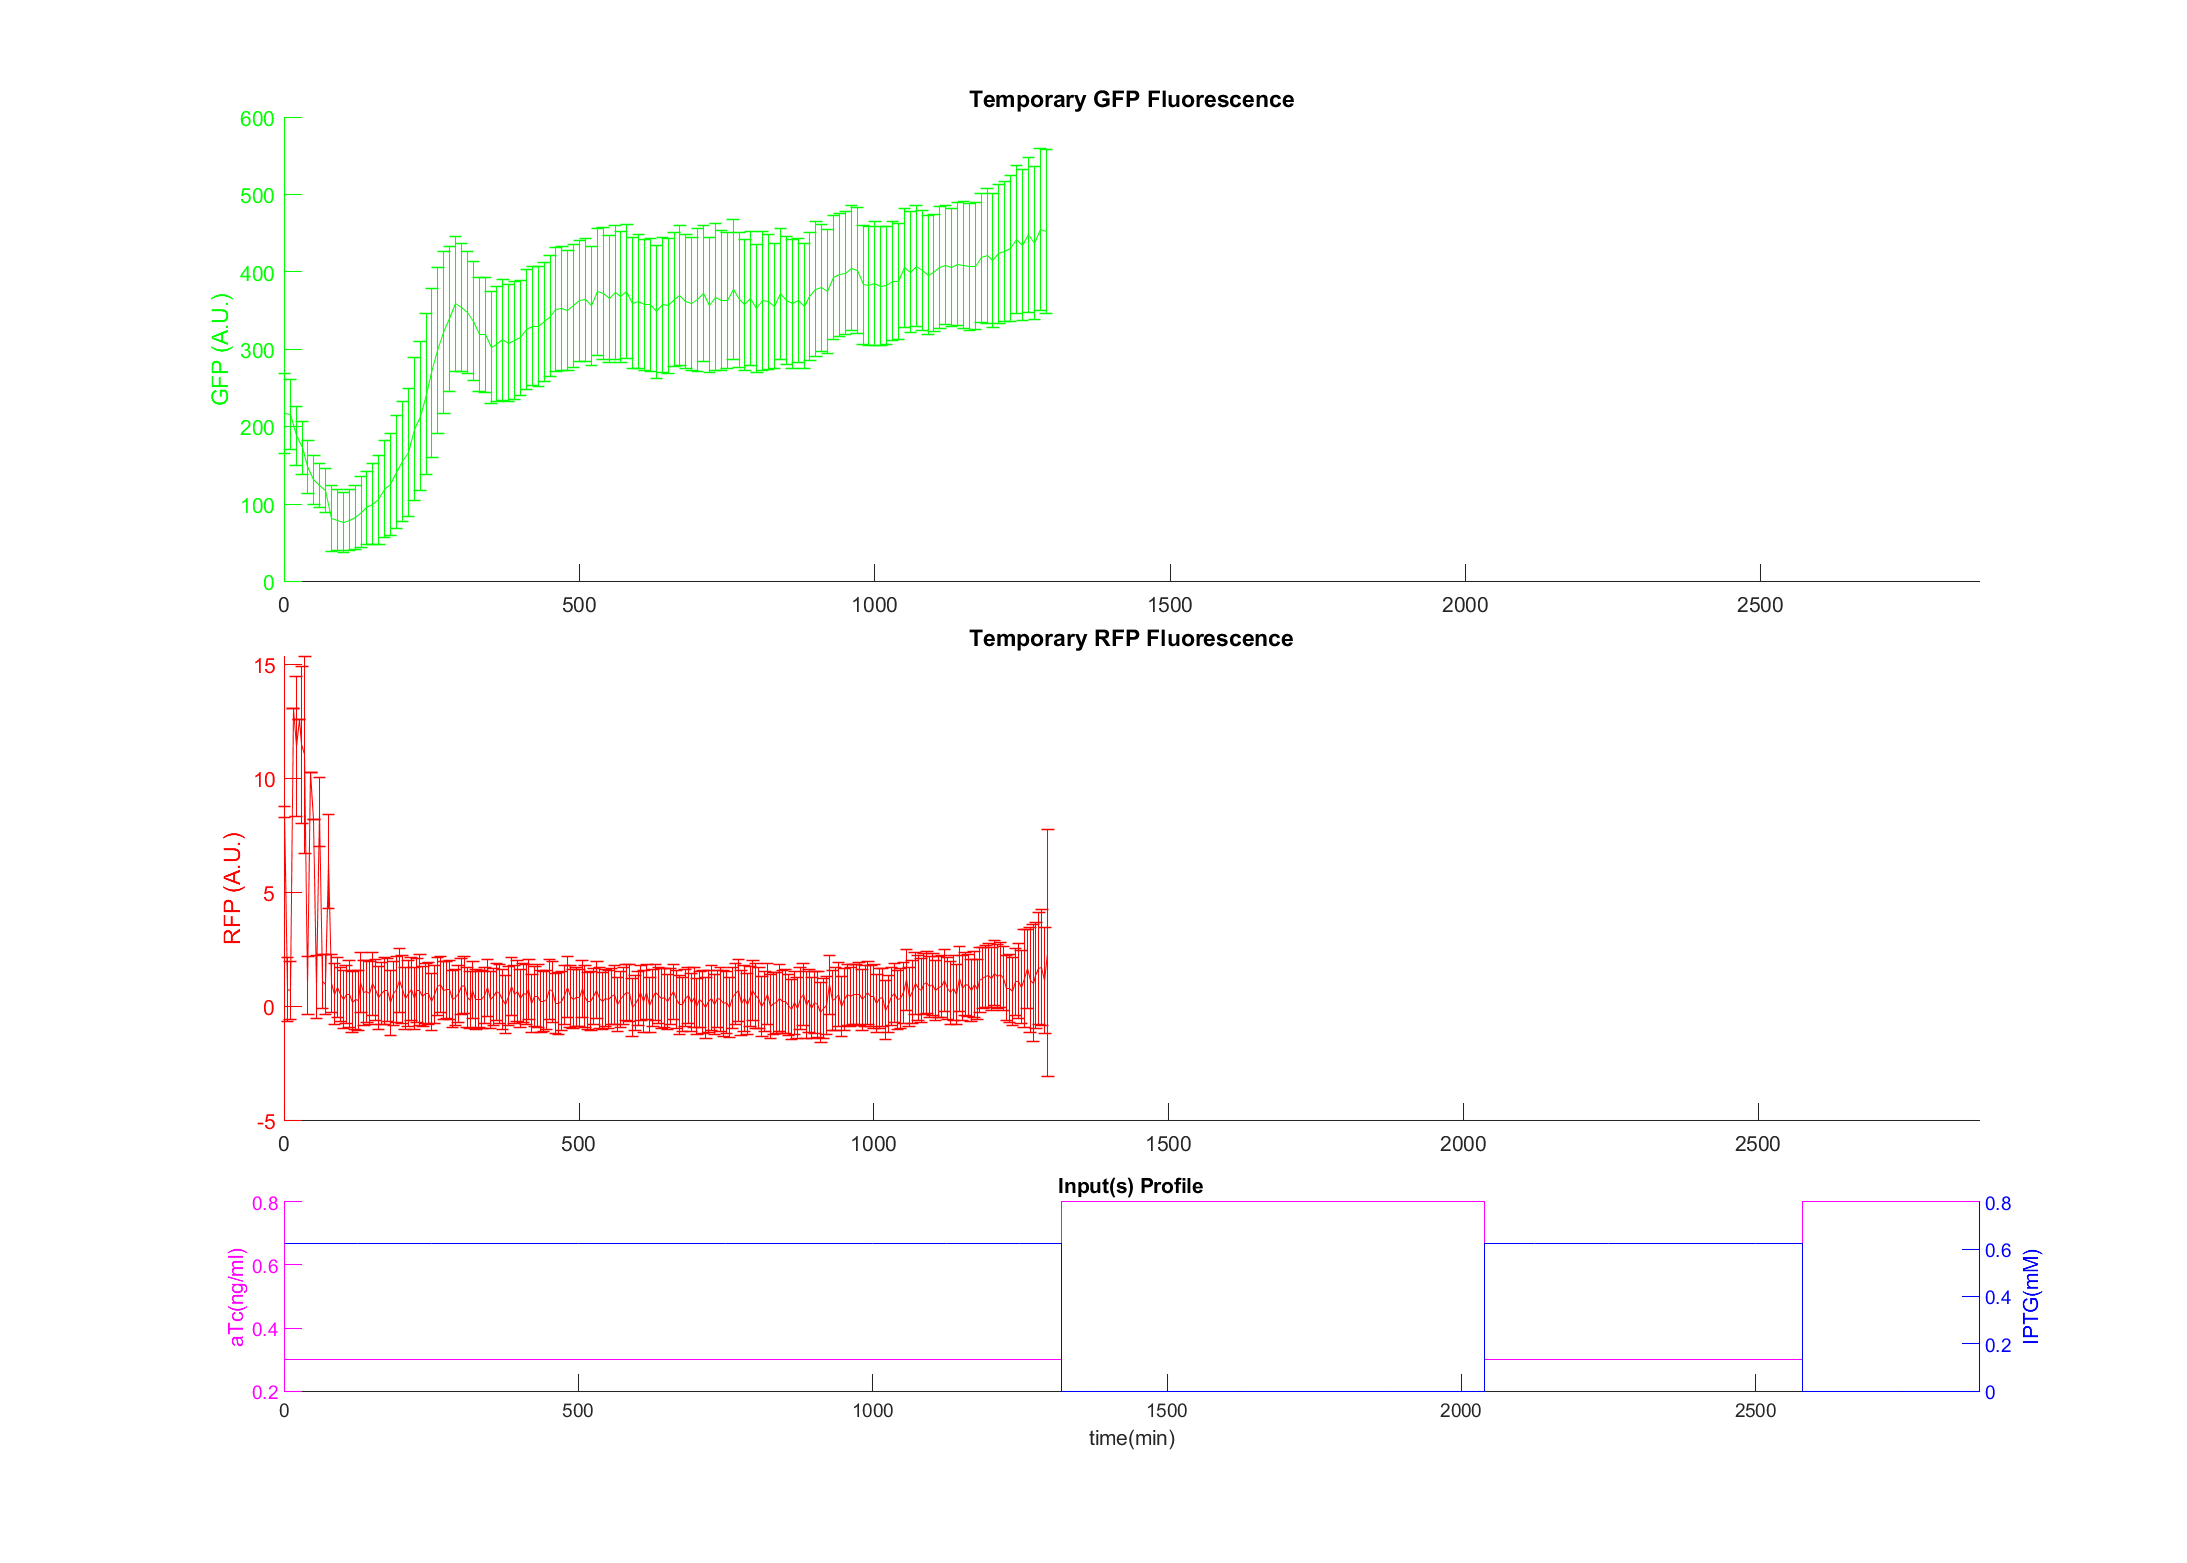 Temporary GFP Fluorescence
600
500
400
300
200
100
0
GFP (A.U.)
0 500 1000 1500 2000 2500
Temporary RFP Fluorescence
15
10
5
0
-5
RFP (A.U.)
0 500 1000 1500 2000 2500
Input(s) Profile
0.8
0.6
0.4
0.2
aTc(ng/ml)
0.8
0.6
0.4
0.2
0
IPTG(mM)
0 500 1000 1500 2000 2500
time(min)